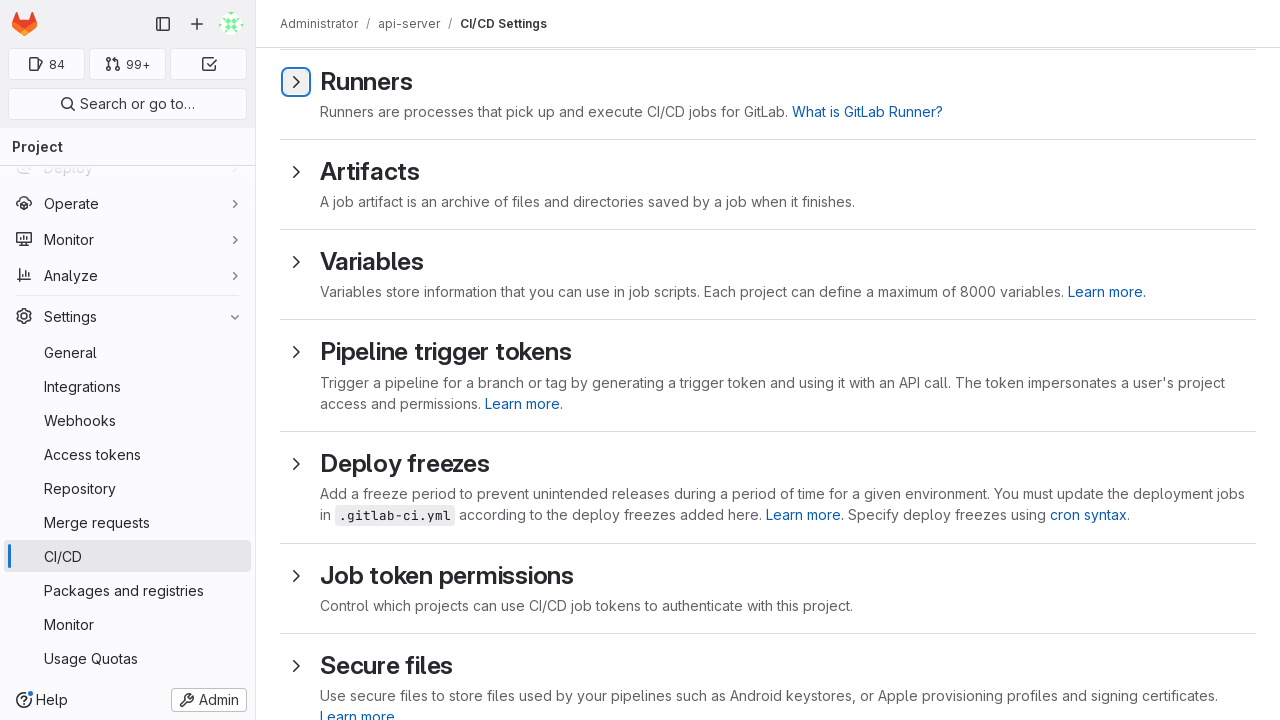 Administrator / api-server / CI/CD Settings
84
99+
Search or go to…
Project
Deploy
Operate
Monitor
Analyze
Settings
General
Integrations
Webhooks
Access tokens
Repository
Merge requests
CI/CD
Packages and registries
Monitor
Usage Quotas
Help
Admin
Runners
Runners are processes that pick up and execute CI/CD jobs for GitLab. What is GitLab Runner?
Artifacts
A job artifact is an archive of files and directories saved by a job when it finishes.
Variables
Variables store information that you can use in job scripts. Each project can define a maximum of 8000 variables. Learn more.
Pipeline trigger tokens
Trigger a pipeline for a branch or tag by generating a trigger token and using it with an API call. The token impersonates a user's project
access and permissions. Learn more.
Deploy freezes
Add a freeze period to prevent unintended releases during a period of time for a given environment. You must update the deployment jobs
in .gitlab-ci.yml according to the deploy freezes added here. Learn more. Specify deploy freezes using cron syntax.
Job token permissions
Control which projects can use CI/CD job tokens to authenticate with this project.
Secure files
Use secure files to store files used by your pipelines such as Android keystores, or Apple provisioning profiles and signing certificates.
Learn more.